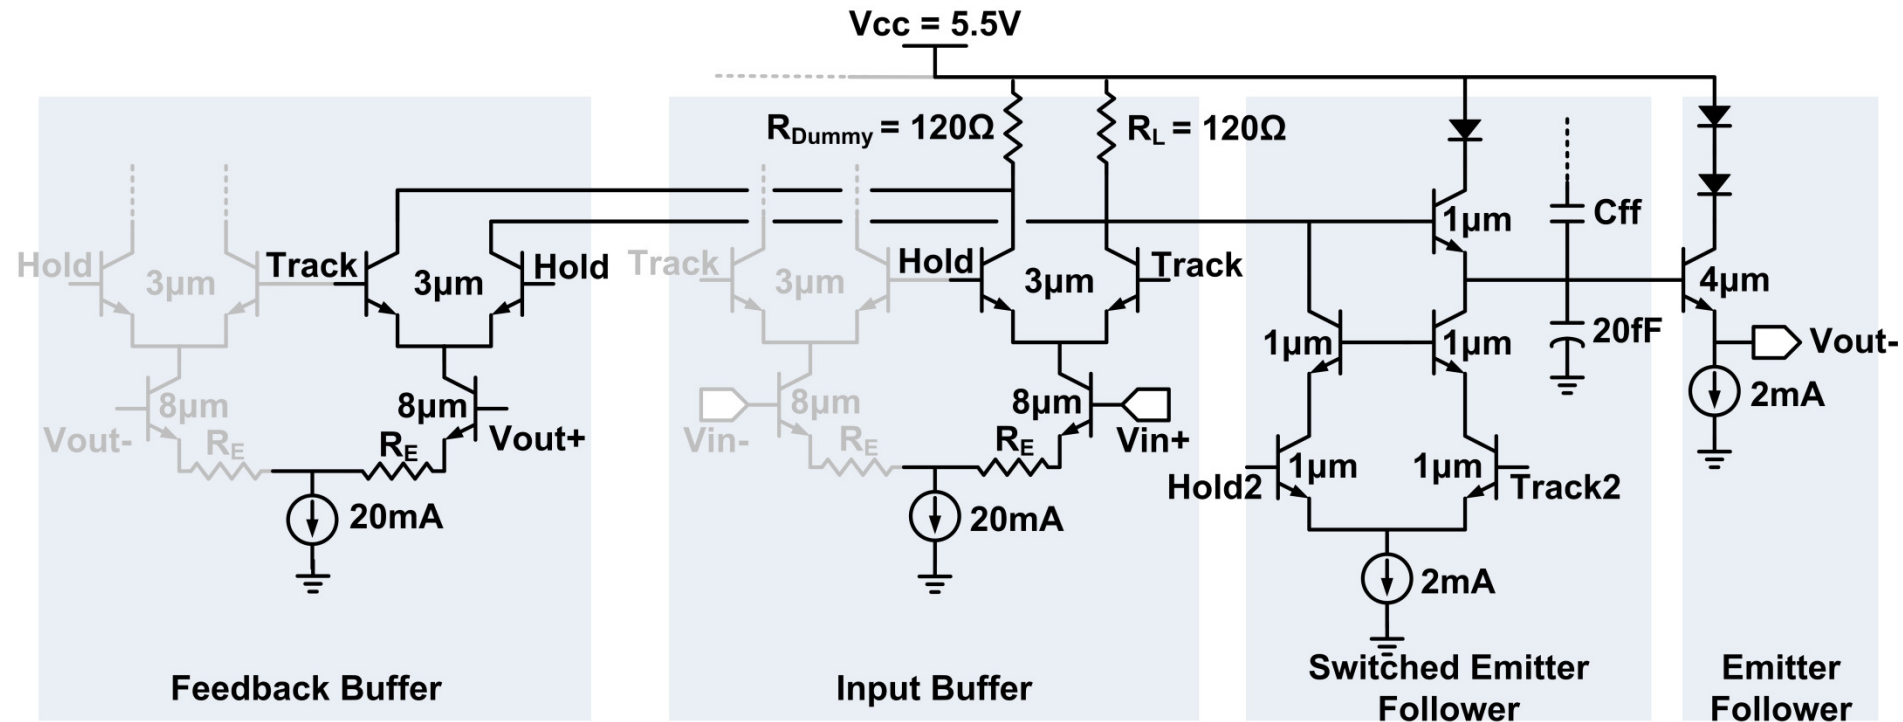 Vcc = 5.5V
RDummy = 120Ω
RL = 120Ω
Hold
3μm
Track
3μm
Hold
Track
3μm
Hold
3μm
Track
1μm
Cff
4μm
20fF
1μm
1μm
Vout-
2mA
8μm
8μm
Vout-
RE
RE
Vout+
8μm
8μm
Vin-
RE
RE
Vin+
Hold2
1μm
1μm
Track2
20mA
20mA
2mA
Feedback Buffer
Input Buffer
Switched Emitter
Follower
Emitter
Follower